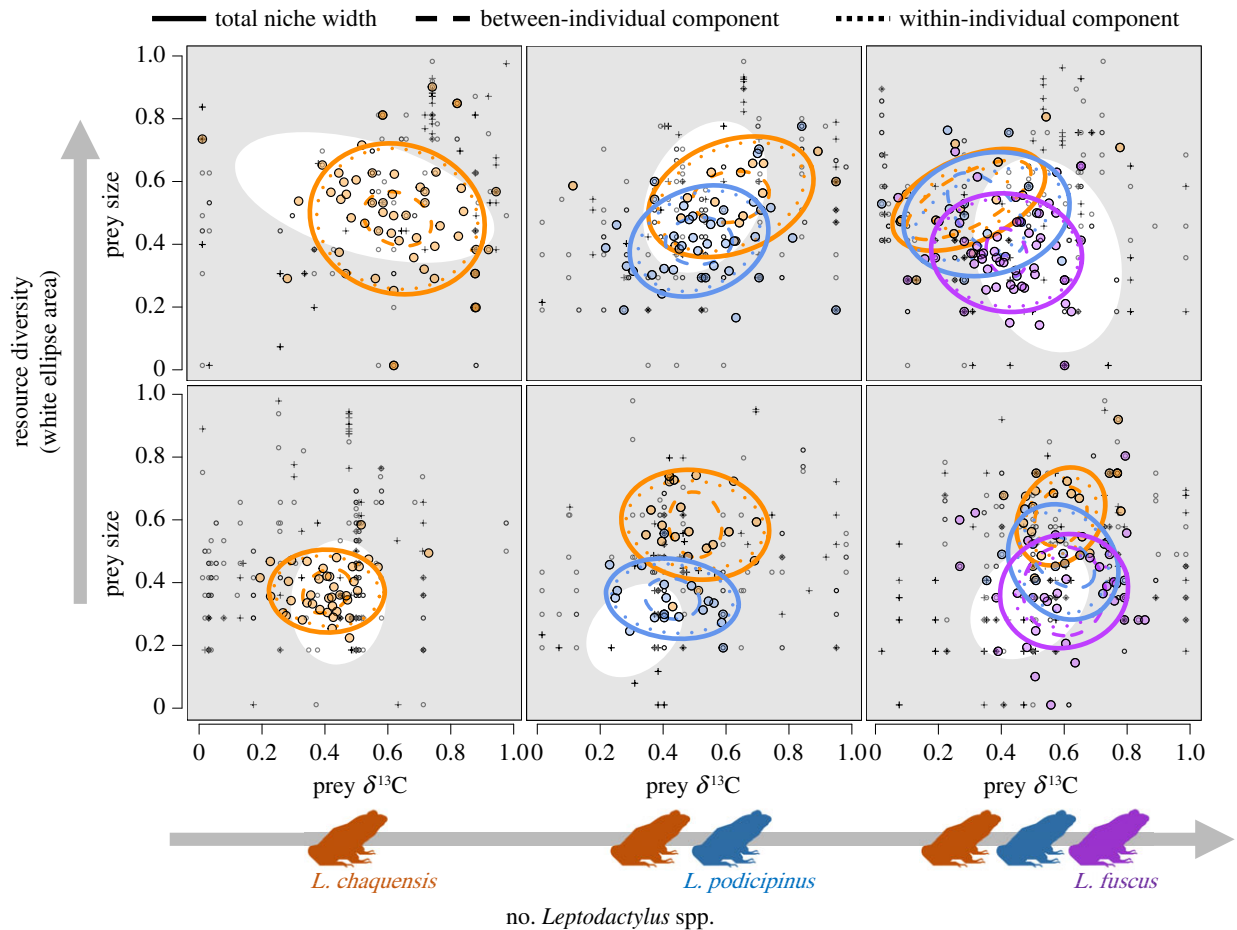 total niche width between-individual component within-individual component
resource diversity
(white ellipse area)
prey size
1.0
0.8
0.6
0.4
0.2
0
prey size
1.0
0.8
0.6
0.4
0.2
0
0 0.2 0.4 0.6 0.8 1.0 0 0.2 0.4 0.6 0.8 1.0 0 0.2 0.4 0.6 0.8 1.0
prey δ¹³C prey δ¹³C prey δ¹³C
L. chaquensis L. podicipinus L. fuscus
no. Leptodactylus spp.